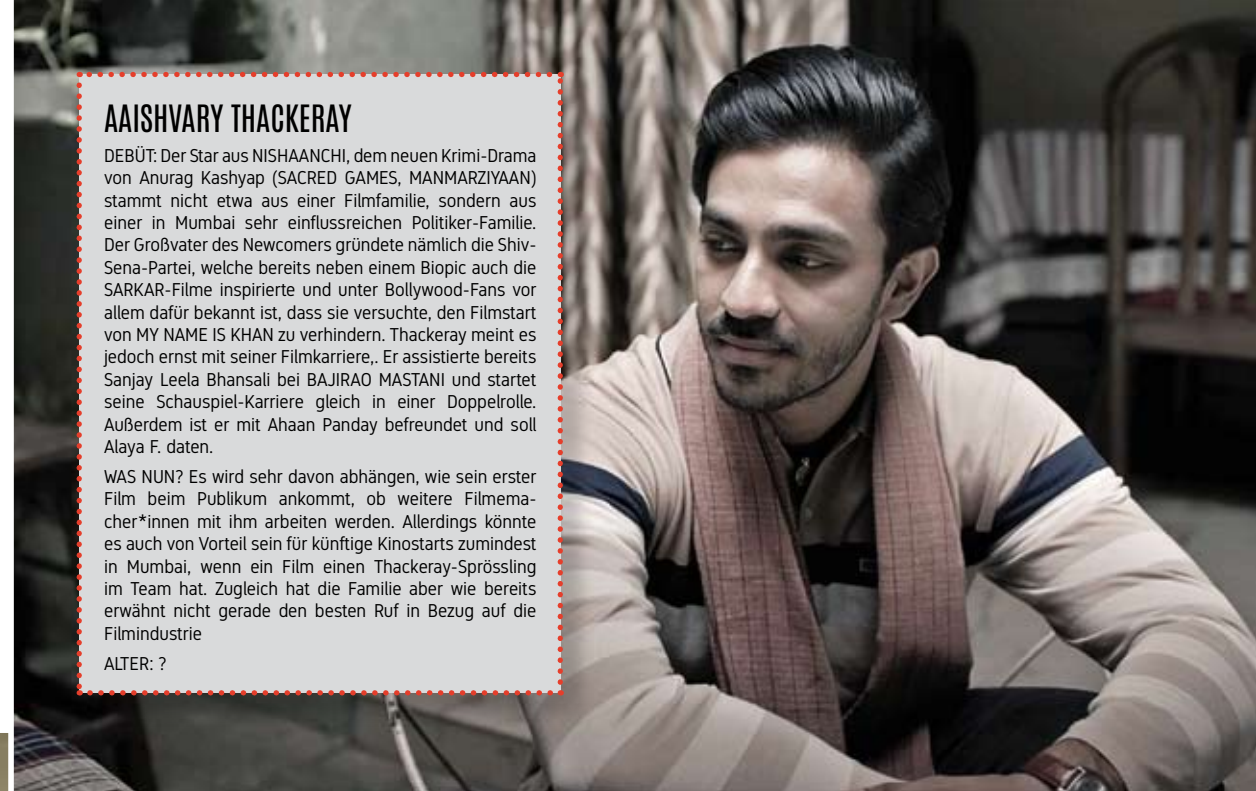 AAISHVARY THACKERAY
DEBÜT: Der Star aus NISHAANCHI, dem neuen Krimi-Drama
von Anurag Kashyap (SACRED GAMES, MANMARZIYAAN)
stammt nicht etwa aus einer Filmfamilie, sondern aus
einer in Mumbai sehr einflussreichen Politiker-Familie.
Der Großvater des Newcomers gründete nämlich die Shiv-
Sena-Partei, welche bereits neben einem Biopic auch die
SARKAR-Filme inspirierte und unter Bollywood-Fans vor
allem dafür bekannt ist, dass sie versuchte, den Filmstart
von MY NAME IS KHAN zu verhindern. Thackeray meint es
jedoch ernst mit seiner Filmkarriere,. Er assistierte bereits
Sanjay Leela Bhansali bei BAJIRAO MASTANI und startet
seine Schauspiel-Karriere gleich in einer Doppelrolle.
Außerdem ist er mit Ahaan Panday befreundet und soll
Alaya F. daten.
WAS NUN? Es wird sehr davon abhängen, wie sein erster
Film beim Publikum ankommt, ob weitere Filmema-
cher*innen mit ihm arbeiten werden. Allerdings könnte
es auch von Vorteil sein für künftige Kinostarts zumindest
in Mumbai, wenn ein Film einen Thackeray-Sprössling
im Team hat. Zugleich hat die Familie aber wie bereits
erwähnt nicht gerade den besten Ruf in Bezug auf die
Filmindustrie
ALTER: ?